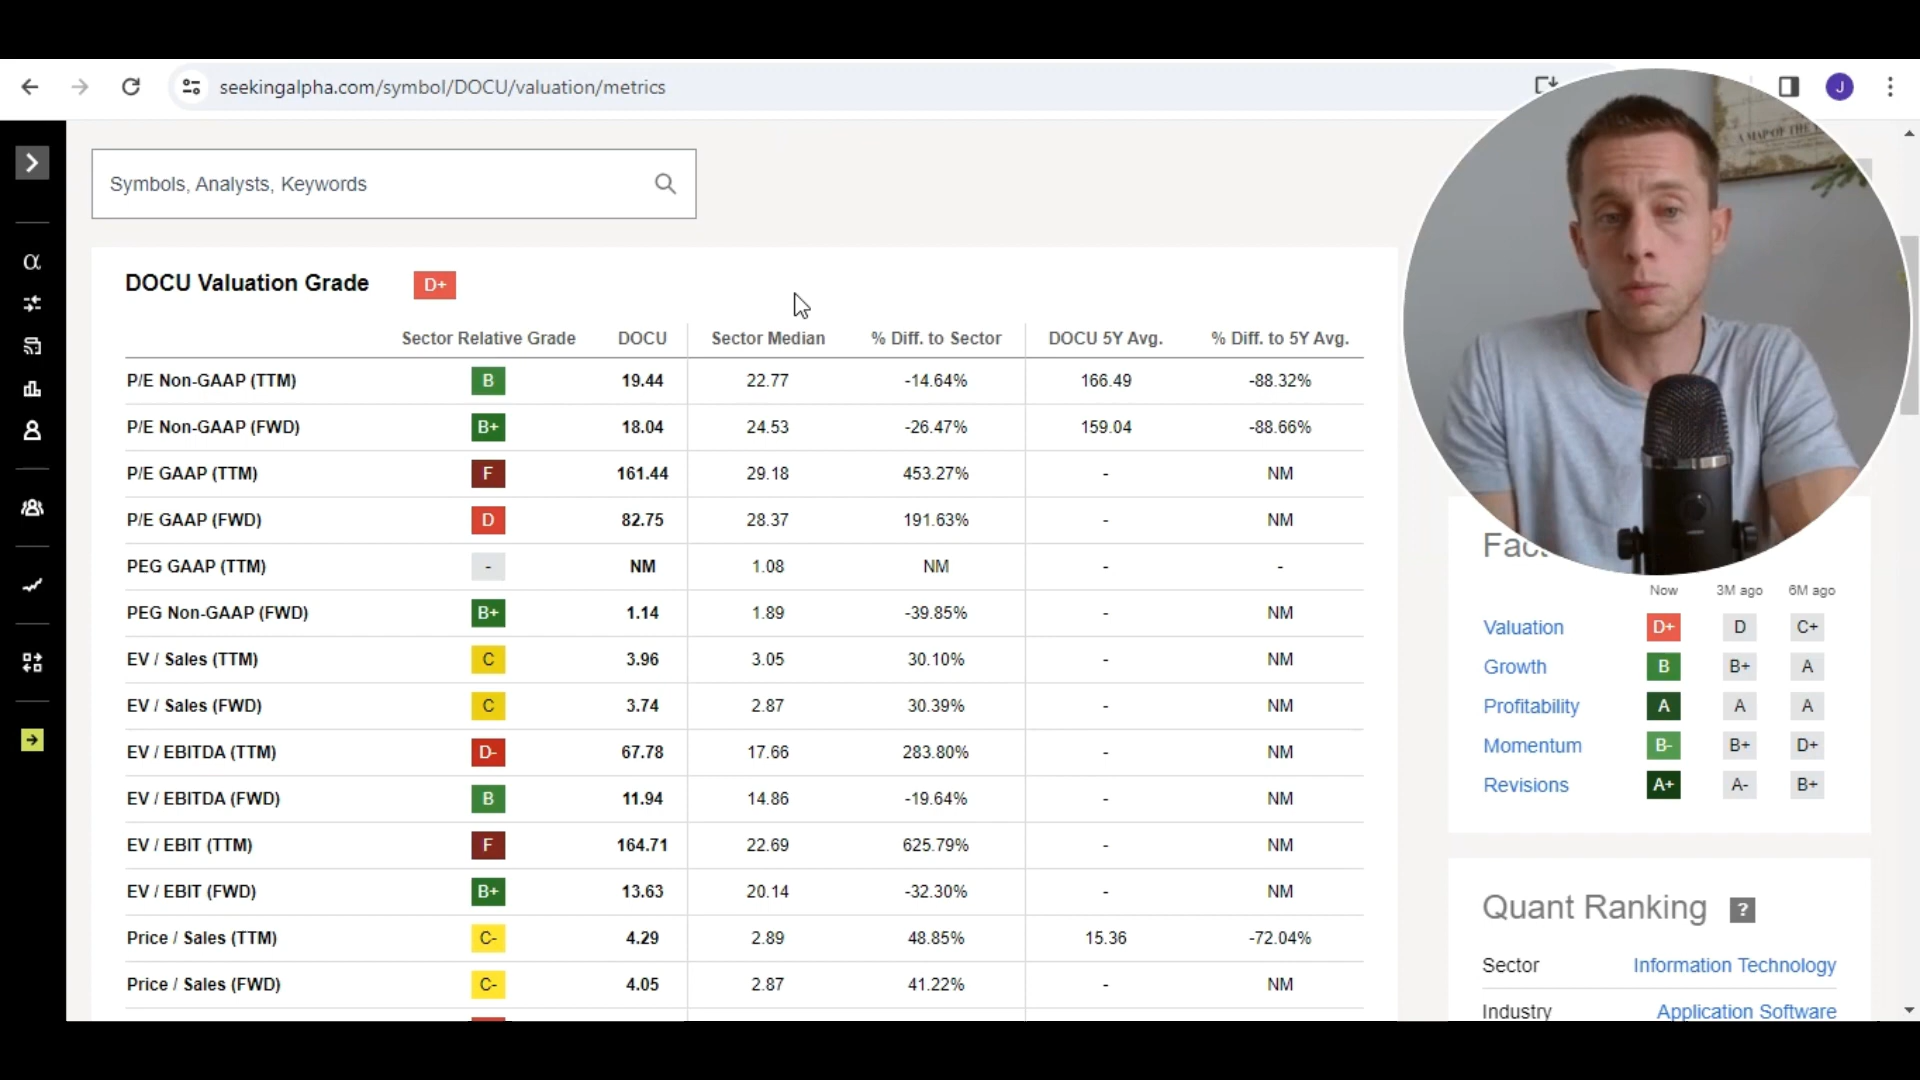 seekingalpha.com/symbol/DOCU/valuation/metrics
J
A MAP OF THE
Symbols, Analysts, Keywords
α
DOCU Valuation Grade D+
Sector Relative Grade DOCU Sector Median % Diff. to Sector DOCU 5Y Avg. % Diff. to 5Y Avg.
P/E Non-GAAP (TTM) B 19.44 22.77 -14.64% 166.49 -88.32%
P/E Non-GAAP (FWD) B+ 18.04 24.53 -26.47% 159.04 -88.66%
P/E GAAP (TTM) F 161.44 29.18 453.27% - NM
P/E GAAP (FWD) D 82.75 28.37 191.63% - NM
PEG GAAP (TTM) - NM 1.08 NM - -
PEG Non-GAAP (FWD) B+ 1.14 1.89 -39.85% - NM
EV / Sales (TTM) C 3.96 3.05 30.10% - NM
EV / Sales (FWD) C 3.74 2.87 30.39% - NM
EV / EBITDA (TTM) D- 67.78 17.66 283.80% - NM
EV / EBITDA (FWD) B 11.94 14.86 -19.64% - NM
EV / EBIT (TTM) F 164.71 22.69 625.79% - NM
EV / EBIT (FWD) B+ 13.63 20.14 -32.30% - NM
Price / Sales (TTM) C- 4.29 2.89 48.85% 15.36 -72.04%
Price / Sales (FWD) C- 4.05 2.87 41.22% - NM
Fac
Now 3M ago 6M ago
Valuation D+ D C+
Growth B B+ A
Profitability A A A
Momentum B- B+ D+
Revisions A+ A- B+
Quant Ranking ?
Sector Information Technology
Industry Application Software